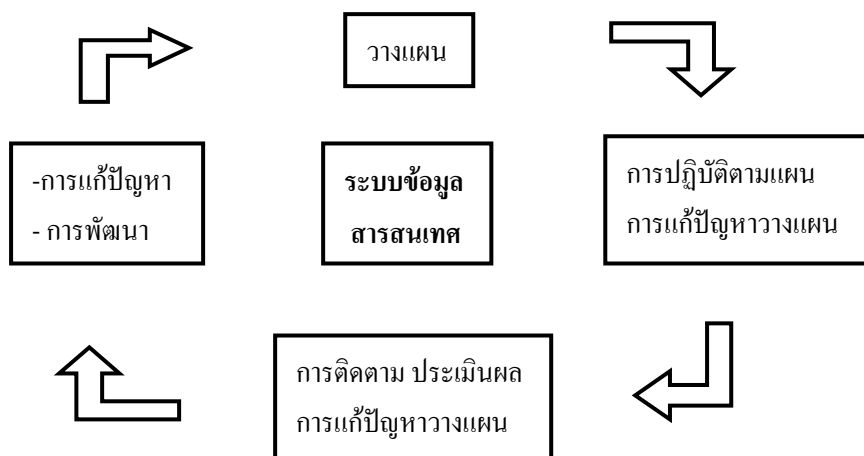 วางแผน
-การแก้ปัญหา
- การพัฒนา
ระบบข้อมูล
สารสนเทศ
การปฏิบัติตามแผน
การแก้ปัญหาวางแผน
การติดตาม ประเมินผล
การแก้ปัญหาวางแผน